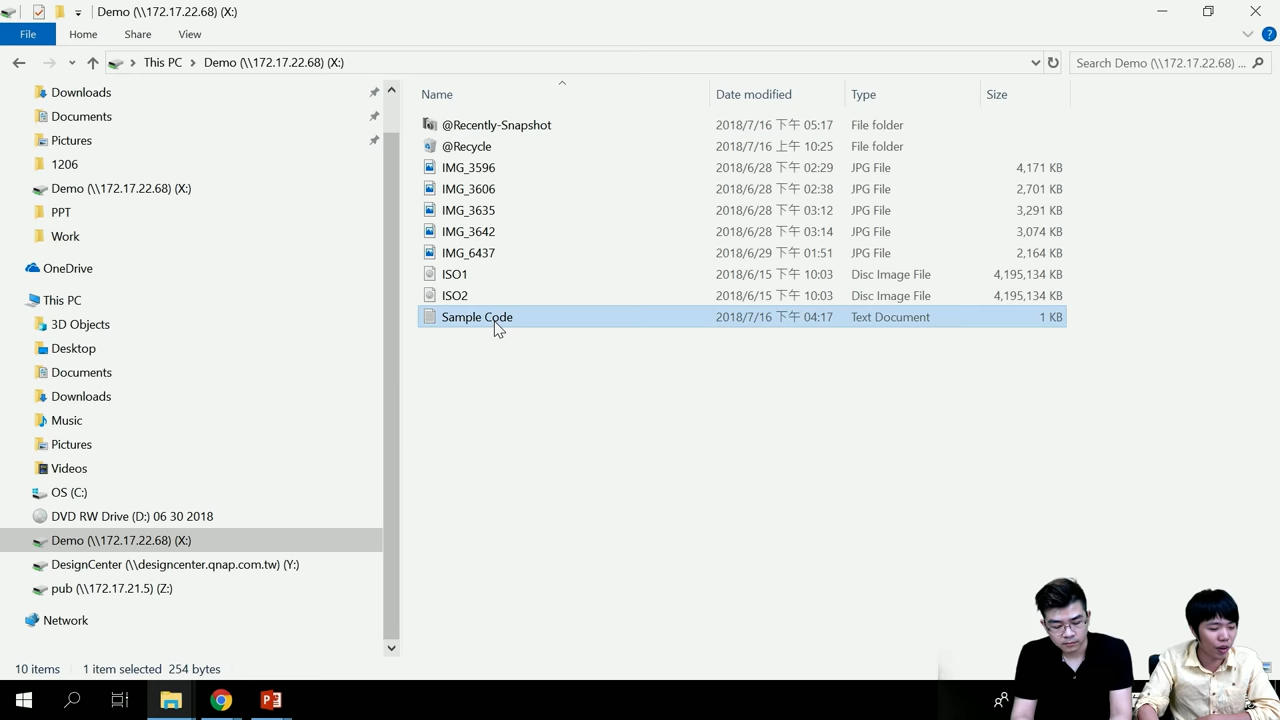 Demo (\\172.17.22.68) (X:)
File Home Share View
This PC Demo (\\172.17.22.68) (X:) Search Demo (\\172.17.22.68) ...
Downloads
Documents
Pictures
1206
Demo (\\172.17.22.68) (X:)
PPT
Work
OneDrive
This PC
3D Objects
Desktop
Documents
Downloads
Music
Pictures
Videos
OS (C:)
DVD RW Drive (D:) 06 30 2018
Demo (\\172.17.22.68) (X:)
DesignCenter (\\designcenter.qnap.com.tw) (Y:)
pub (\\172.17.21.5) (Z:)
Network
Name Date modified Type Size
@Recently-Snapshot 2018/7/16 下午 05:17 File folder
@Recycle 2018/7/16 上午 10:25 File folder
IMG_3596 2018/6/28 下午 02:29 JPG File 4,171 KB
IMG_3606 2018/6/28 下午 02:38 JPG File 2,701 KB
IMG_3635 2018/6/28 下午 03:12 JPG File 3,291 KB
IMG_3642 2018/6/28 下午 03:14 JPG File 3,074 KB
IMG_6437 2018/6/29 下午 01:51 JPG File 2,164 KB
ISO1 2018/6/15 下午 10:03 Disc Image File 4,195,134 KB
ISO2 2018/6/15 下午 10:03 Disc Image File 4,195,134 KB
Sample Code 2018/7/16 下午 04:17 Text Document 1 KB
10 items 1 item selected 254 bytes